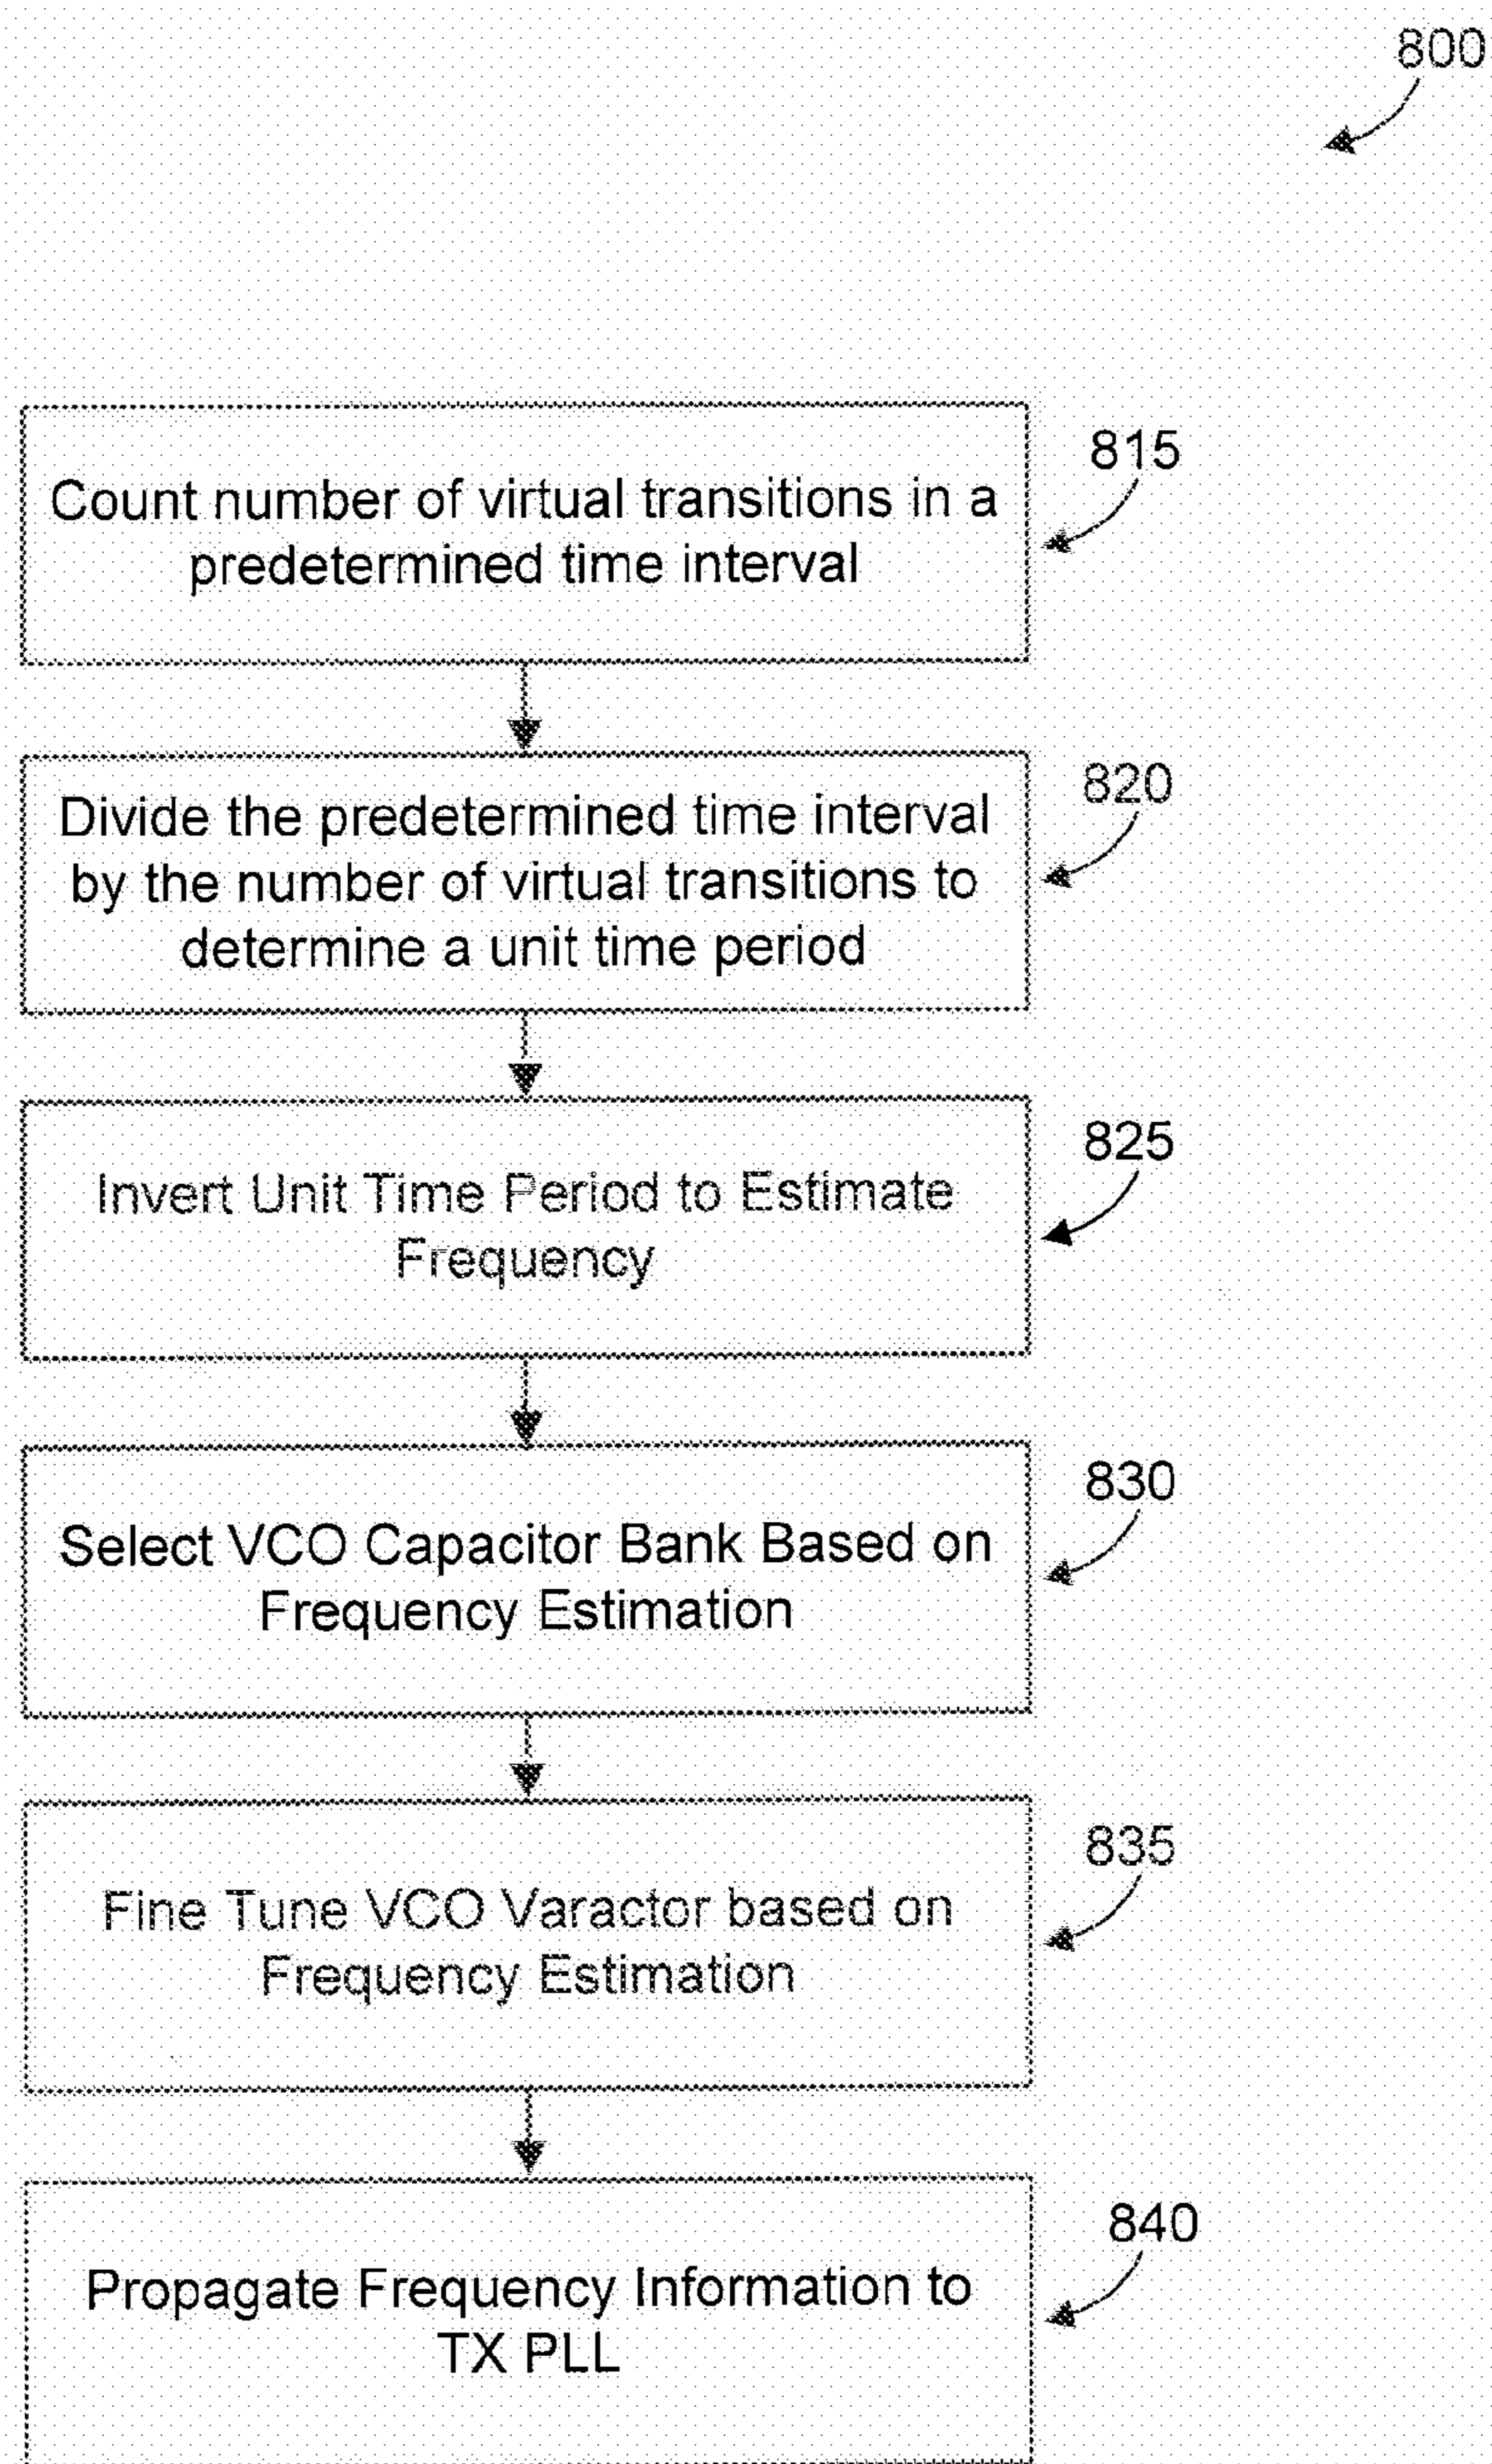 800
Count number of virtual transitions in a
predetermined time interval
815
Divide the predetermined time interval
by the number of virtual transitions to
determine a unit time period
820
Invert Unit Time Period to Estimate
Frequency
825
Select VCO Capacitor Bank Based on
Frequency Estimation
830
Fine Tune VCO Varactor based on
Frequency Estimation
835
Propagate Frequency Information to
TX PLL
840